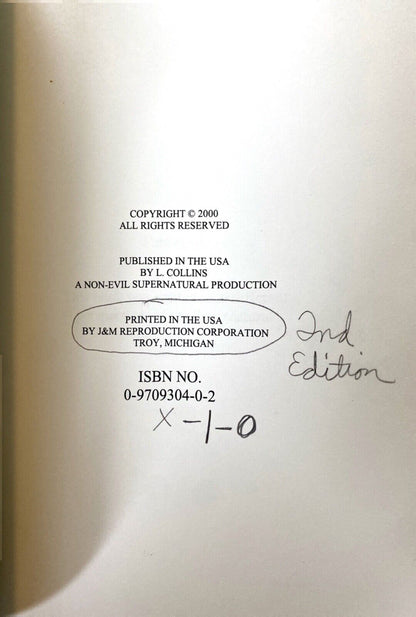 COPYRIGHT © 2000
ALL RIGHTS RESERVED
PUBLISHED IN THE USA
BY L. COLLINS
A NON-EVIL SUPERNATURAL PRODUCTION
PRINTED IN THE USA
BY J&M REPRODUCTION CORPORATION
TROY, MICHIGAN
2nd
Edition
ISBN NO.
0-9709304-0-2
X -1-0